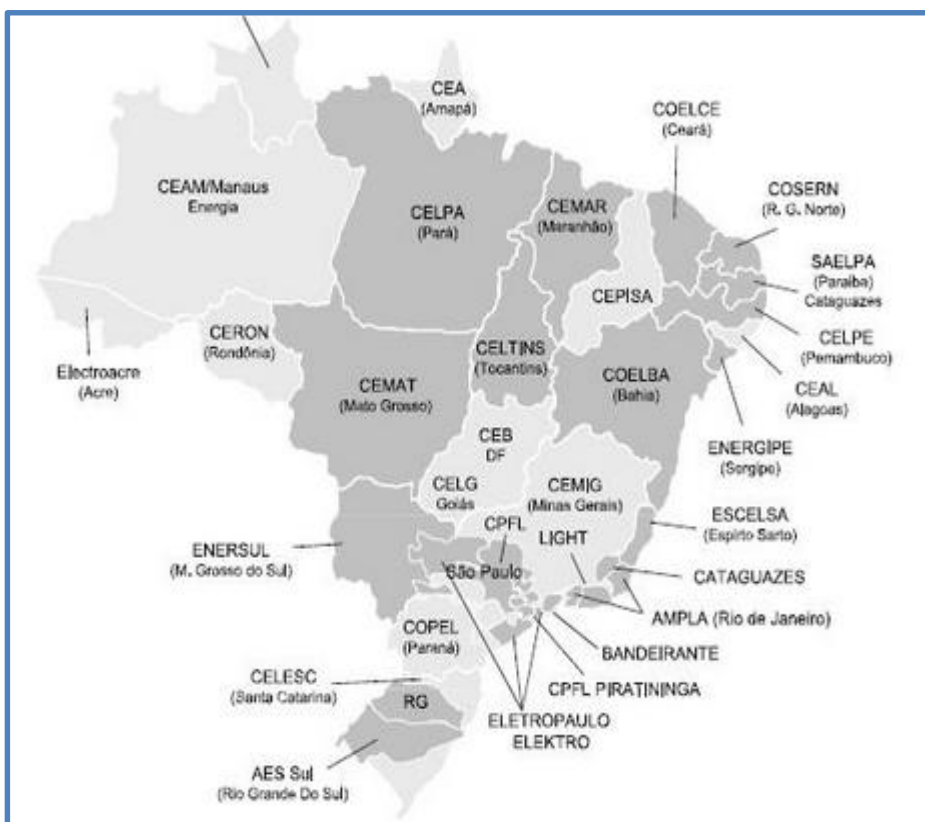 CEA
(Amapá)
COELCE
(Ceará)
CEAM/Manaus
Energia
CELPA
(Pará)
CEMAR
(Maranhão)
COSERN
(R. G. Norte)
SAELPA
(Paraíba)
Cataguazes
CEPISA
CELPE
(Pernambuco)
CERON
(Rondônia)
CELTINS
(Tocantins)
Electroacre
(Acre)
CEMAT
(Mato Grosso)
COELBA
(Bahia)
CEAL
(Alagoas)
CEB
DF
ENERGIPE
(Sergipe)
CELG
Goiás
CEMIG
(Minas Gerais)
CPFL
LIGHT
ESCELSA
(Espirto Sarto)
ENERSUL
(M. Grosso do Sul)
São Paulo
CATAGUAZES
AMPLA (Rio de Janeiro)
COPEL
(Paraná)
BANDEIRANTE
CELESC
(Santa Catarina)
CPFL PIRATININGA
RG
ELETROPAULO
ELEKTRO
AES Sul
(Rio Grande Do Sul)